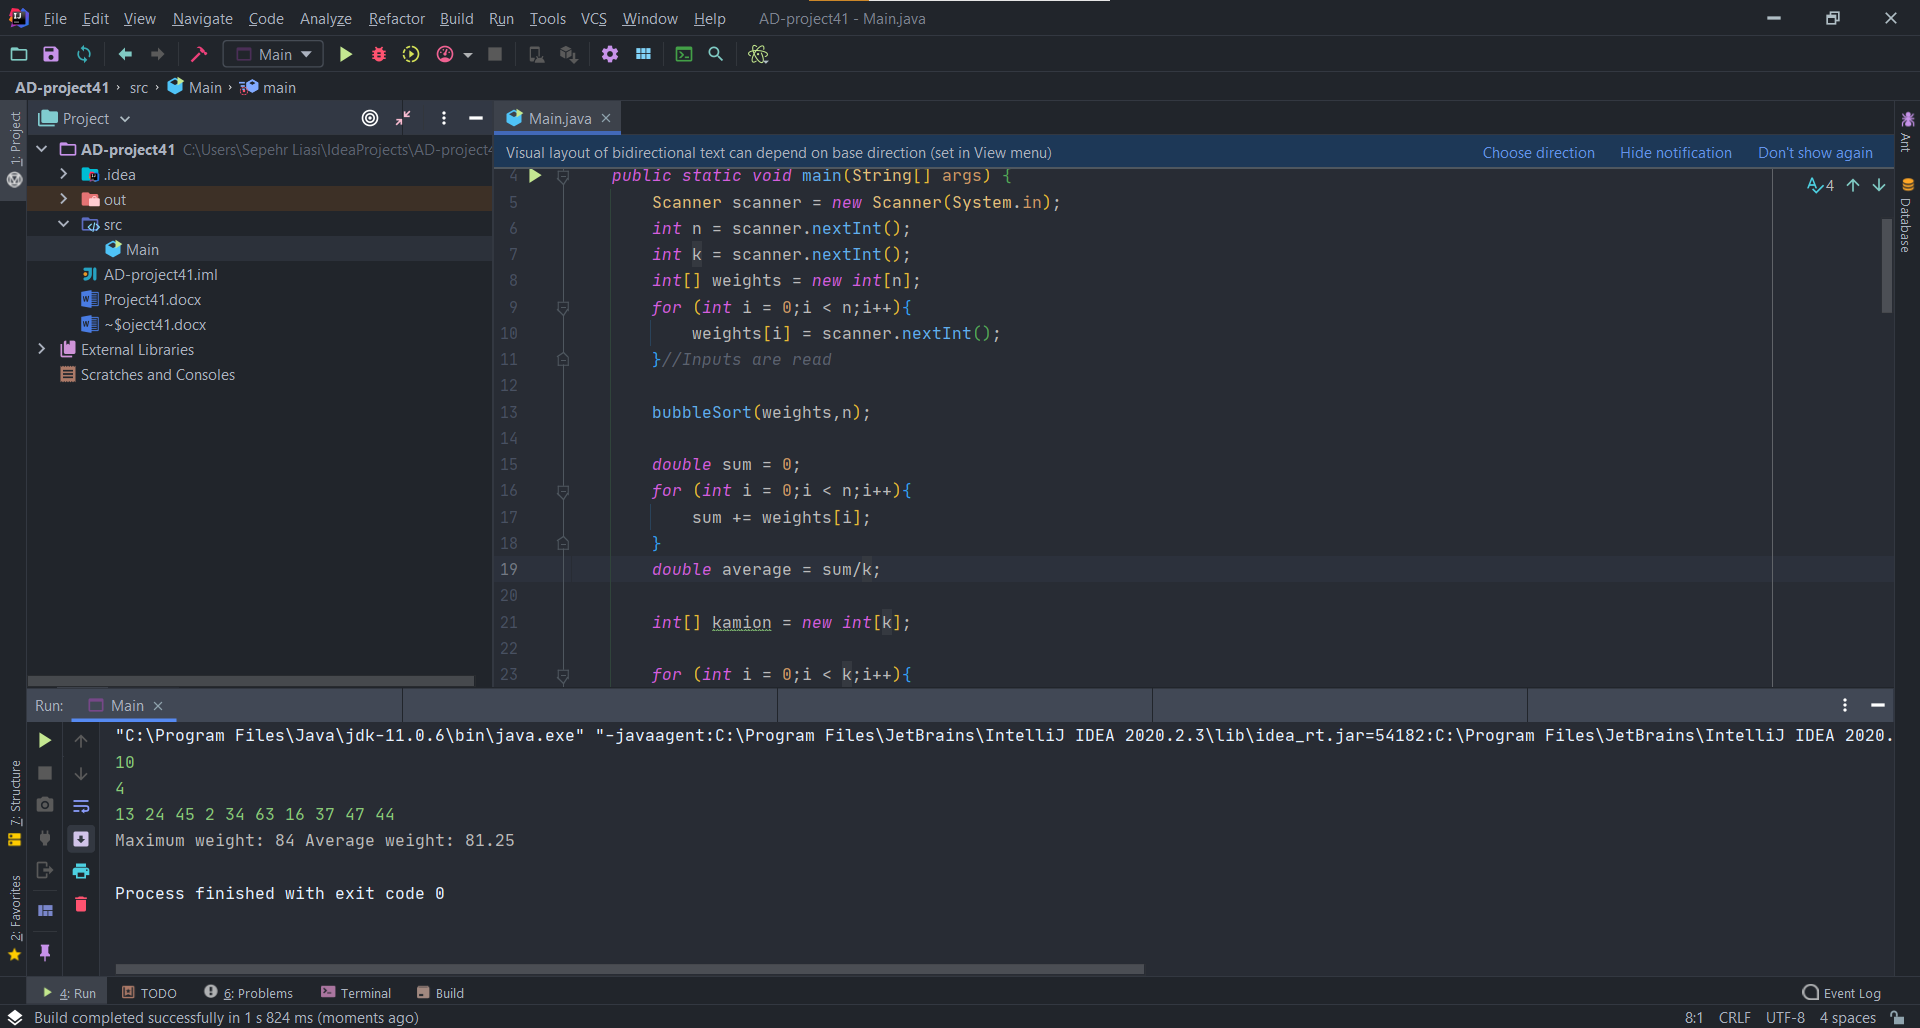 File Edit View Navigate Code Analyze Refactor Build Run Tools VCS Window Help AD-project41 - Main.java
Main
AD-project41 › src › Main › main
1: Project
Project
AD-project41 C:\Users\Sepehr Liasi\IdeaProjects\AD-project4
.idea
out
src
Main
AD-project41.iml
Project41.docx
~$oject41.docx
External Libraries
Scratches and Consoles
Main.java
Visual layout of bidirectional text can depend on base direction (set in View menu) Choose direction Hide notification Don't show again
4 public static void main(String[] args) {
5 Scanner scanner = new Scanner(System.in);
6 int n = scanner.nextInt();
7 int k = scanner.nextInt();
8 int[] weights = new int[n];
9 for (int i = 0;i < n;i++){
10 weights[i] = scanner.nextInt();
11 }//Inputs are read
12
13 bubbleSort(weights,n);
14
15 double sum = 0;
16 for (int i = 0;i < n;i++){
17 sum += weights[i];
18 }
19 double average = sum/k;
20
21 int[] kamion = new int[k];
22
23 for (int i = 0;i < k;i++){
4
Ant
Database
Run: Main
"C:\Program Files\Java\jdk-11.0.6\bin\java.exe" "-javaagent:C:\Program Files\JetBrains\IntelliJ IDEA 2020.2.3\lib\idea_rt.jar=54182:C:\Program Files\JetBrains\IntelliJ IDEA 2020.
10
4
13 24 45 2 34 63 16 37 47 44
Maximum weight: 84 Average weight: 81.25
Process finished with exit code 0
7: Structure
2: Favorites
4: Run TODO 6: Problems Terminal Build Event Log
Build completed successfully in 1 s 824 ms (moments ago) 8:1 CRLF UTF-8 4 spaces